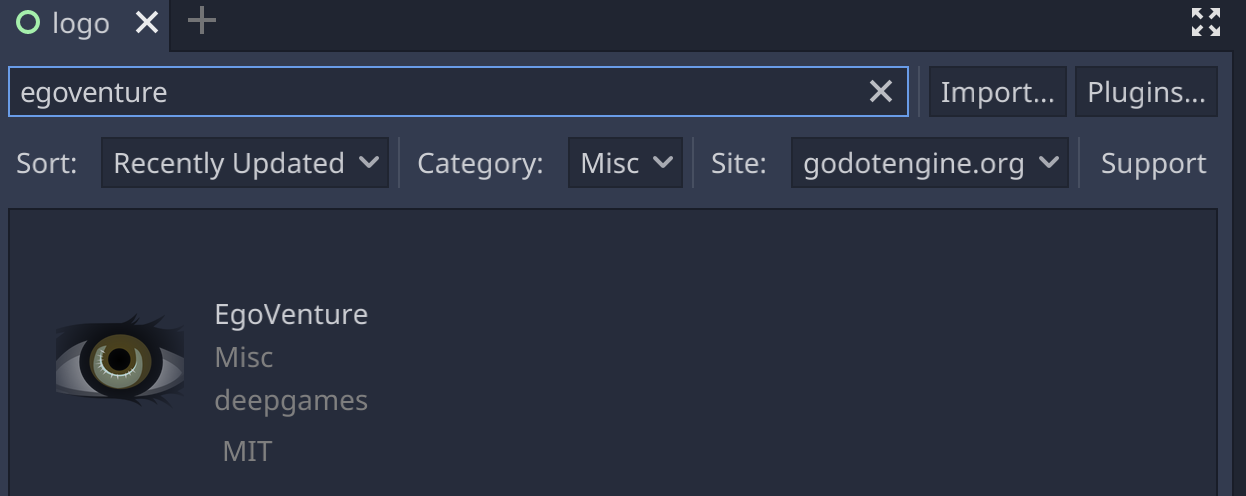 logo
egoventure Import... Plugins...
Sort: Recently Updated Category: Misc Site: godotengine.org Support
EgoVenture
Misc
deepgames
MIT